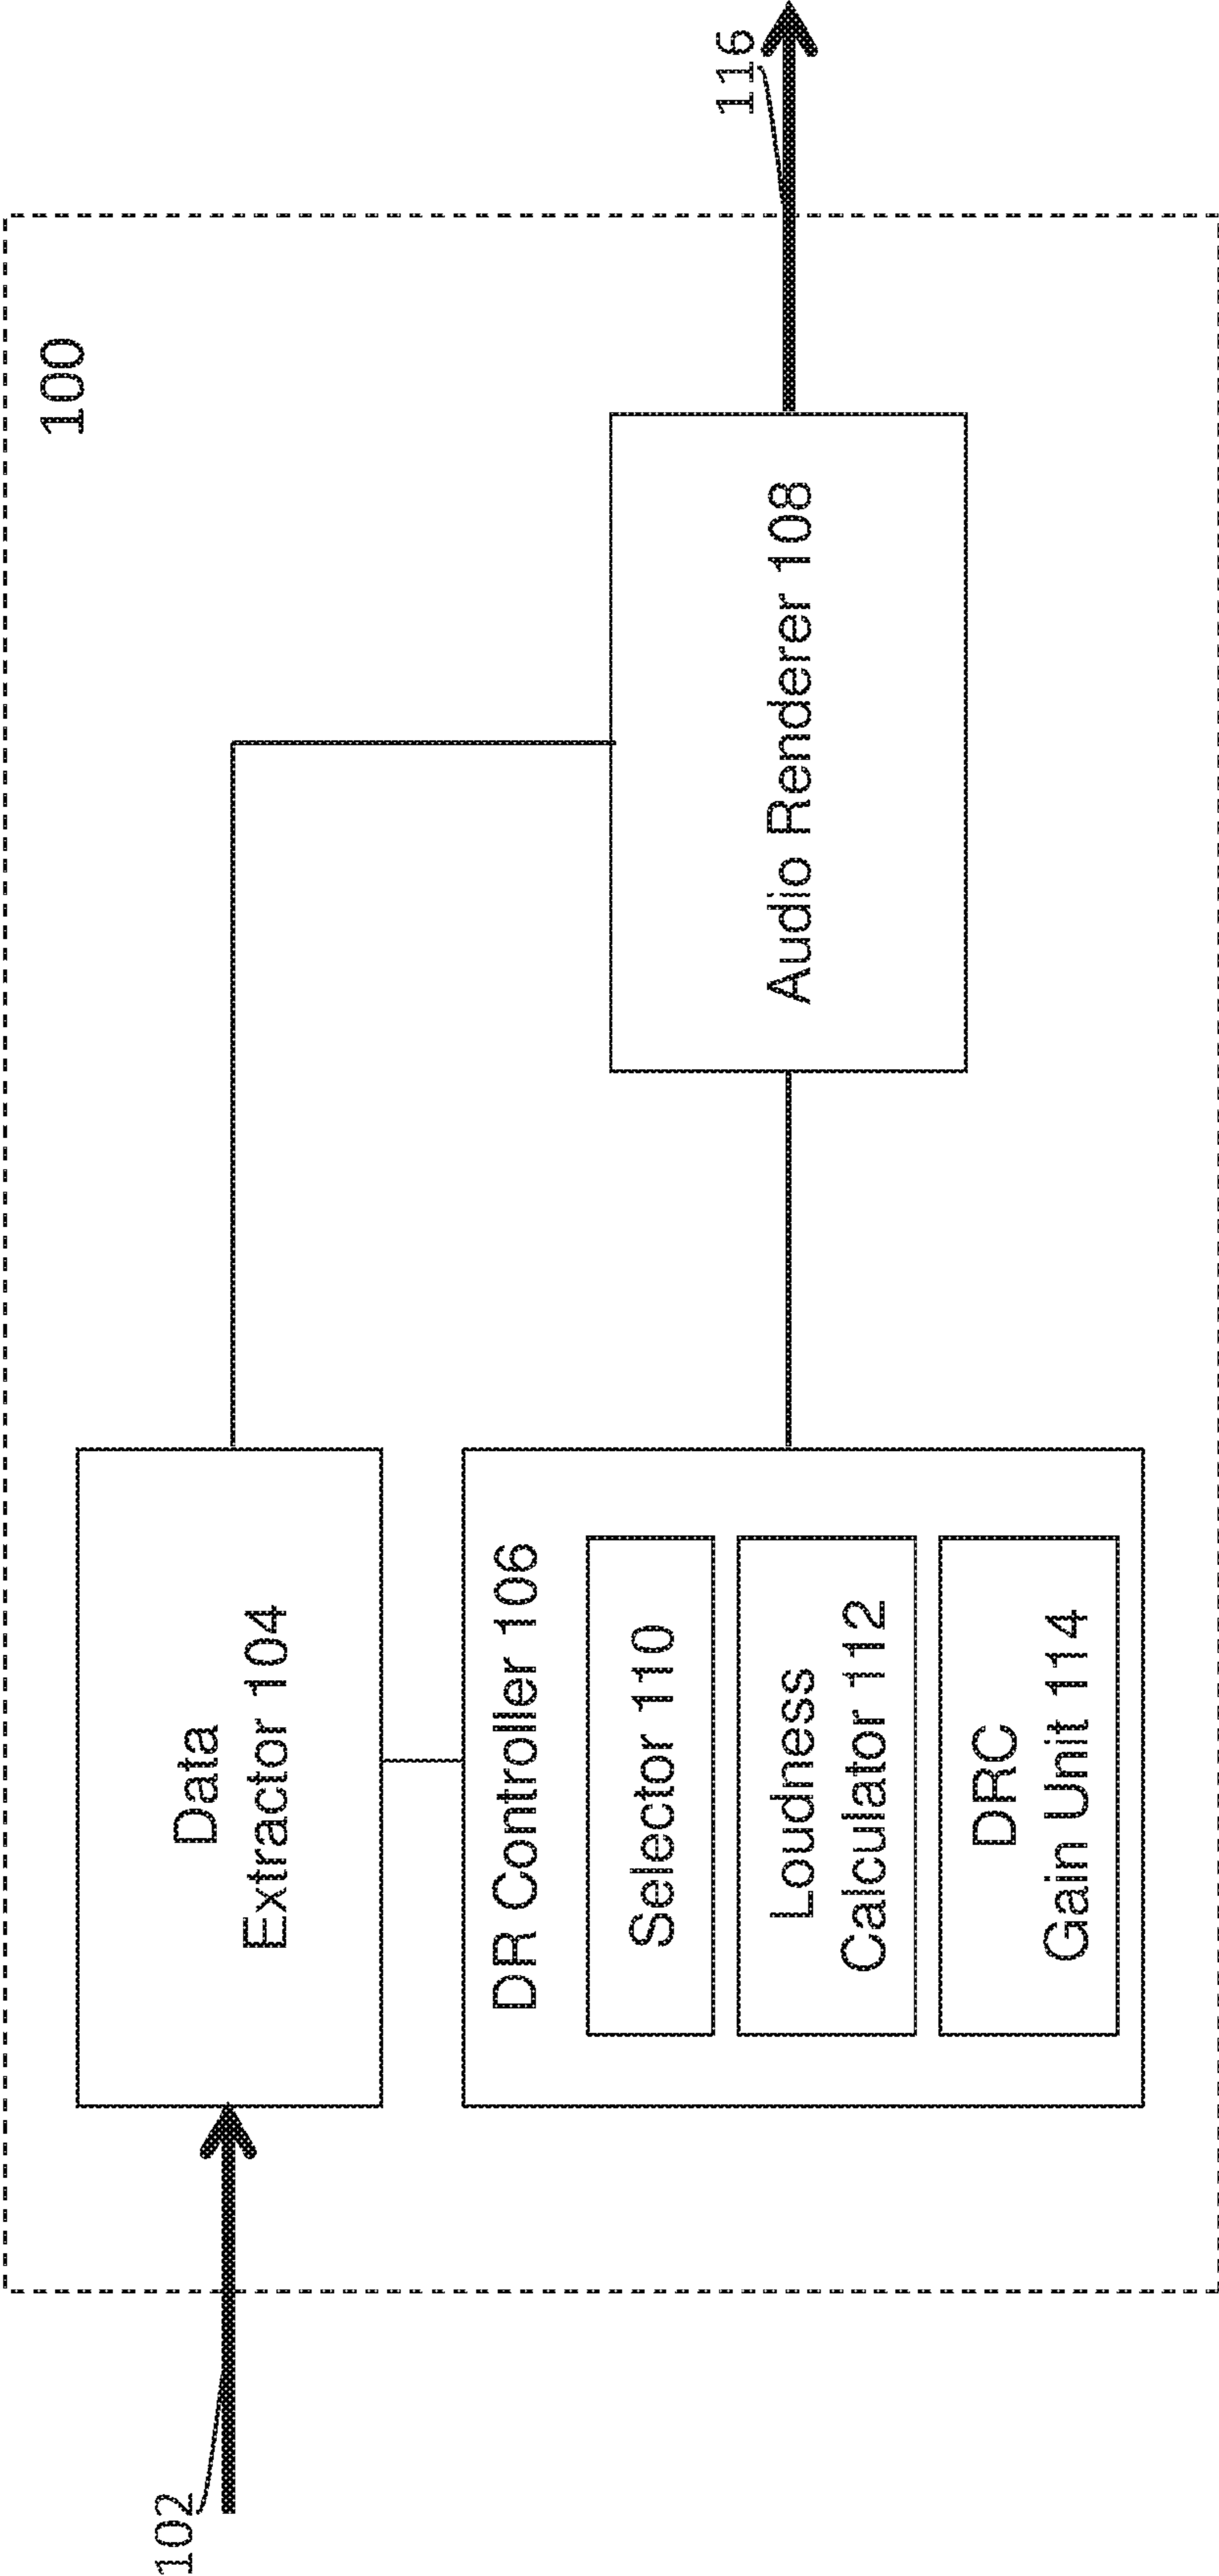 100
102
Data
Extractor 104
DR Controller 106
Selector 110
Loudness
Calculator 112
DRC
Gain Unit 114
Audio Renderer 108
116